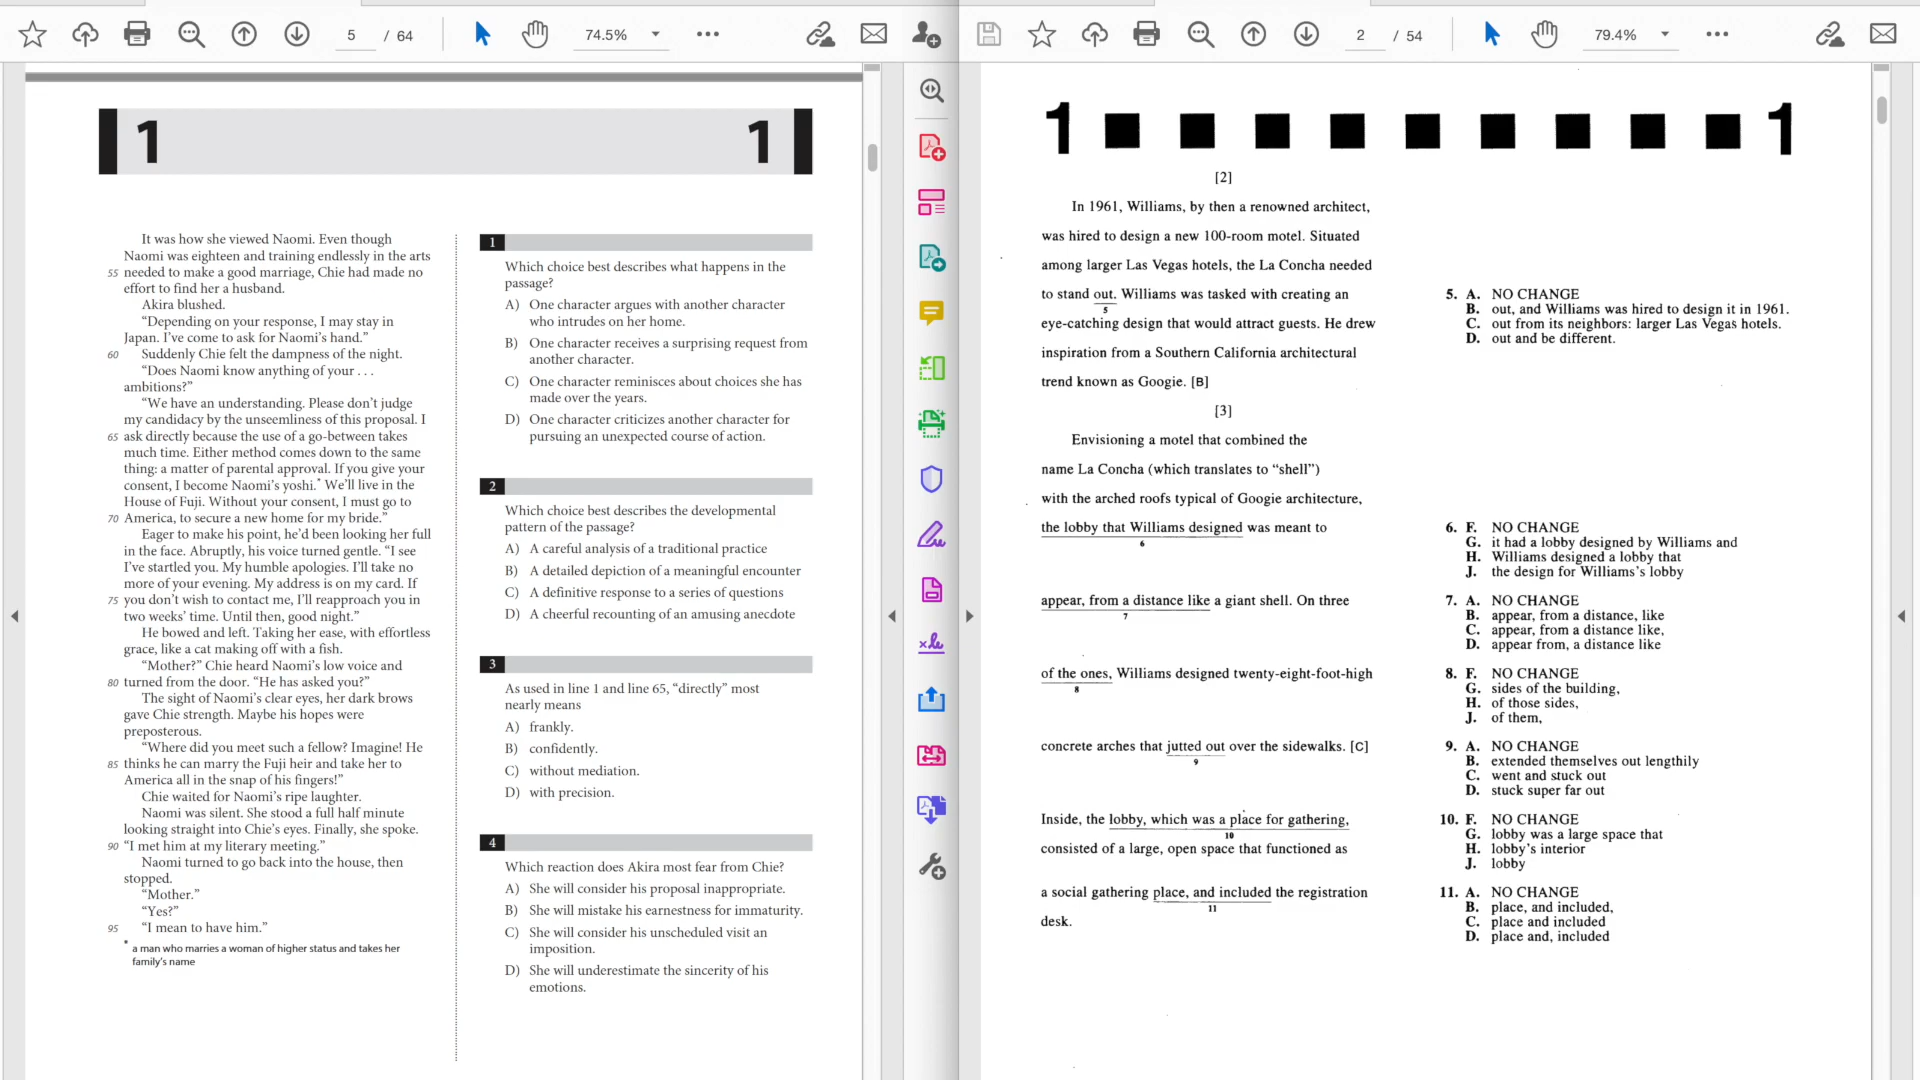 5 / 64
74.5%
2 / 54
79.4%
1
1
It was how she viewed Naomi. Even though
Naomi was eighteen and training endlessly in the arts
55 needed to make a good marriage, Chie had made no
effort to find her a husband.
Akira blushed.
“Depending on your response, I may stay in
Japan. I’ve come to ask for Naomi’s hand.”
60 Suddenly Chie felt the dampness of the night.
“Does Naomi know anything of your . . .
ambitions?”
“We have an understanding. Please don’t judge
my candidacy by the unseemliness of this proposal. I
65 ask directly because the use of a go-between takes
much time. Either method comes down to the same
thing: a matter of parental approval. If you give your
consent, I become Naomi’s yoshi.* We’ll live in the
House of Fuji. Without your consent, I must go to
70 America, to secure a new home for my bride.”
Eager to make his point, he’d been looking her full
in the face. Abruptly, his voice turned gentle. “I see
I’ve startled you. My humble apologies. I’ll take no
more of your evening. My address is on my card. If
75 you don’t wish to contact me, I’ll reapproach you in
two weeks’ time. Until then, good night.”
He bowed and left. Taking her ease, with effortless
grace, like a cat making off with a fish.
“Mother?” Chie heard Naomi’s low voice and
80 turned from the door. “He has asked you?”
The sight of Naomi’s clear eyes, her dark brows
gave Chie strength. Maybe his hopes were
preposterous.
“Where did you meet such a fellow? Imagine! He
85 thinks he can marry the Fuji heir and take her to
America all in the snap of his fingers!”
Chie waited for Naomi’s ripe laughter.
Naomi was silent. She stood a full half minute
looking straight into Chie’s eyes. Finally, she spoke.
90 “I met him at my literary meeting.”
Naomi turned to go back into the house, then
stopped.
“Mother.”
“Yes?”
95 “I mean to have him.”
* a man who marries a woman of higher status and takes her
family’s name
1
Which choice best describes what happens in the
passage?
A) One character argues with another character
who intrudes on her home.
B) One character receives a surprising request from
another character.
C) One character reminisces about choices she has
made over the years.
D) One character criticizes another character for
pursuing an unexpected course of action.
2
Which choice best describes the developmental
pattern of the passage?
A) A careful analysis of a traditional practice
B) A detailed depiction of a meaningful encounter
C) A definitive response to a series of questions
D) A cheerful recounting of an amusing anecdote
3
As used in line 1 and line 65, “directly” most
nearly means
A) frankly.
B) confidently.
C) without mediation.
D) with precision.
4
Which reaction does Akira most fear from Chie?
A) She will consider his proposal inappropriate.
B) She will mistake his earnestness for immaturity.
C) She will consider his unscheduled visit an
imposition.
D) She will underestimate the sincerity of his
emotions.
1
1
[2]
In 1961, Williams, by then a renowned architect,
was hired to design a new 100-room motel. Situated
among larger Las Vegas hotels, the La Concha needed
to stand out. Williams was tasked with creating an
5
eye-catching design that would attract guests. He drew
inspiration from a Southern California architectural
trend known as Googie. [B]
[3]
Envisioning a motel that combined the
name La Concha (which translates to “shell”)
with the arched roofs typical of Googie architecture,
the lobby that Williams designed was meant to
6
appear, from a distance like a giant shell. On three
7
of the ones, Williams designed twenty-eight-foot-high
8
concrete arches that jutted out over the sidewalks. [C]
9
Inside, the lobby, which was a place for gathering,
10
consisted of a large, open space that functioned as
a social gathering place, and included the registration
11
desk.
5. A. NO CHANGE
B. out, and Williams was hired to design it in 1961.
C. out from its neighbors: larger Las Vegas hotels.
D. out and be different.
6. F. NO CHANGE
G. it had a lobby designed by Williams and
H. Williams designed a lobby that
J. the design for Williams’s lobby
7. A. NO CHANGE
B. appear, from a distance, like
C. appear, from a distance like,
D. appear from, a distance like
8. F. NO CHANGE
G. sides of the building,
H. of those sides,
J. of them,
9. A. NO CHANGE
B. extended themselves out lengthily
C. went and stuck out
D. stuck super far out
10. F. NO CHANGE
G. lobby was a large space that
H. lobby’s interior
J. lobby
11. A. NO CHANGE
B. place, and included,
C. place and included
D. place and, included